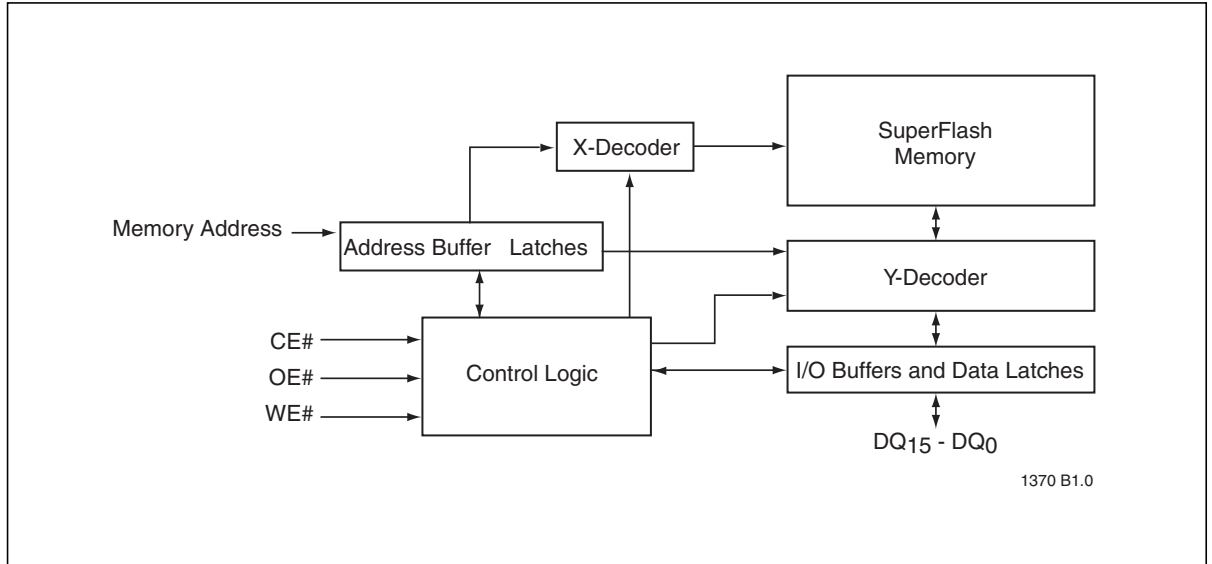 SuperFlash
Memory
X-Decoder
Memory Address
Address Buffer Latches
Y-Decoder
CE#
OE#
WE#
Control Logic
I/O Buffers and Data Latches
DQ15 - DQ0
1370 B1.0